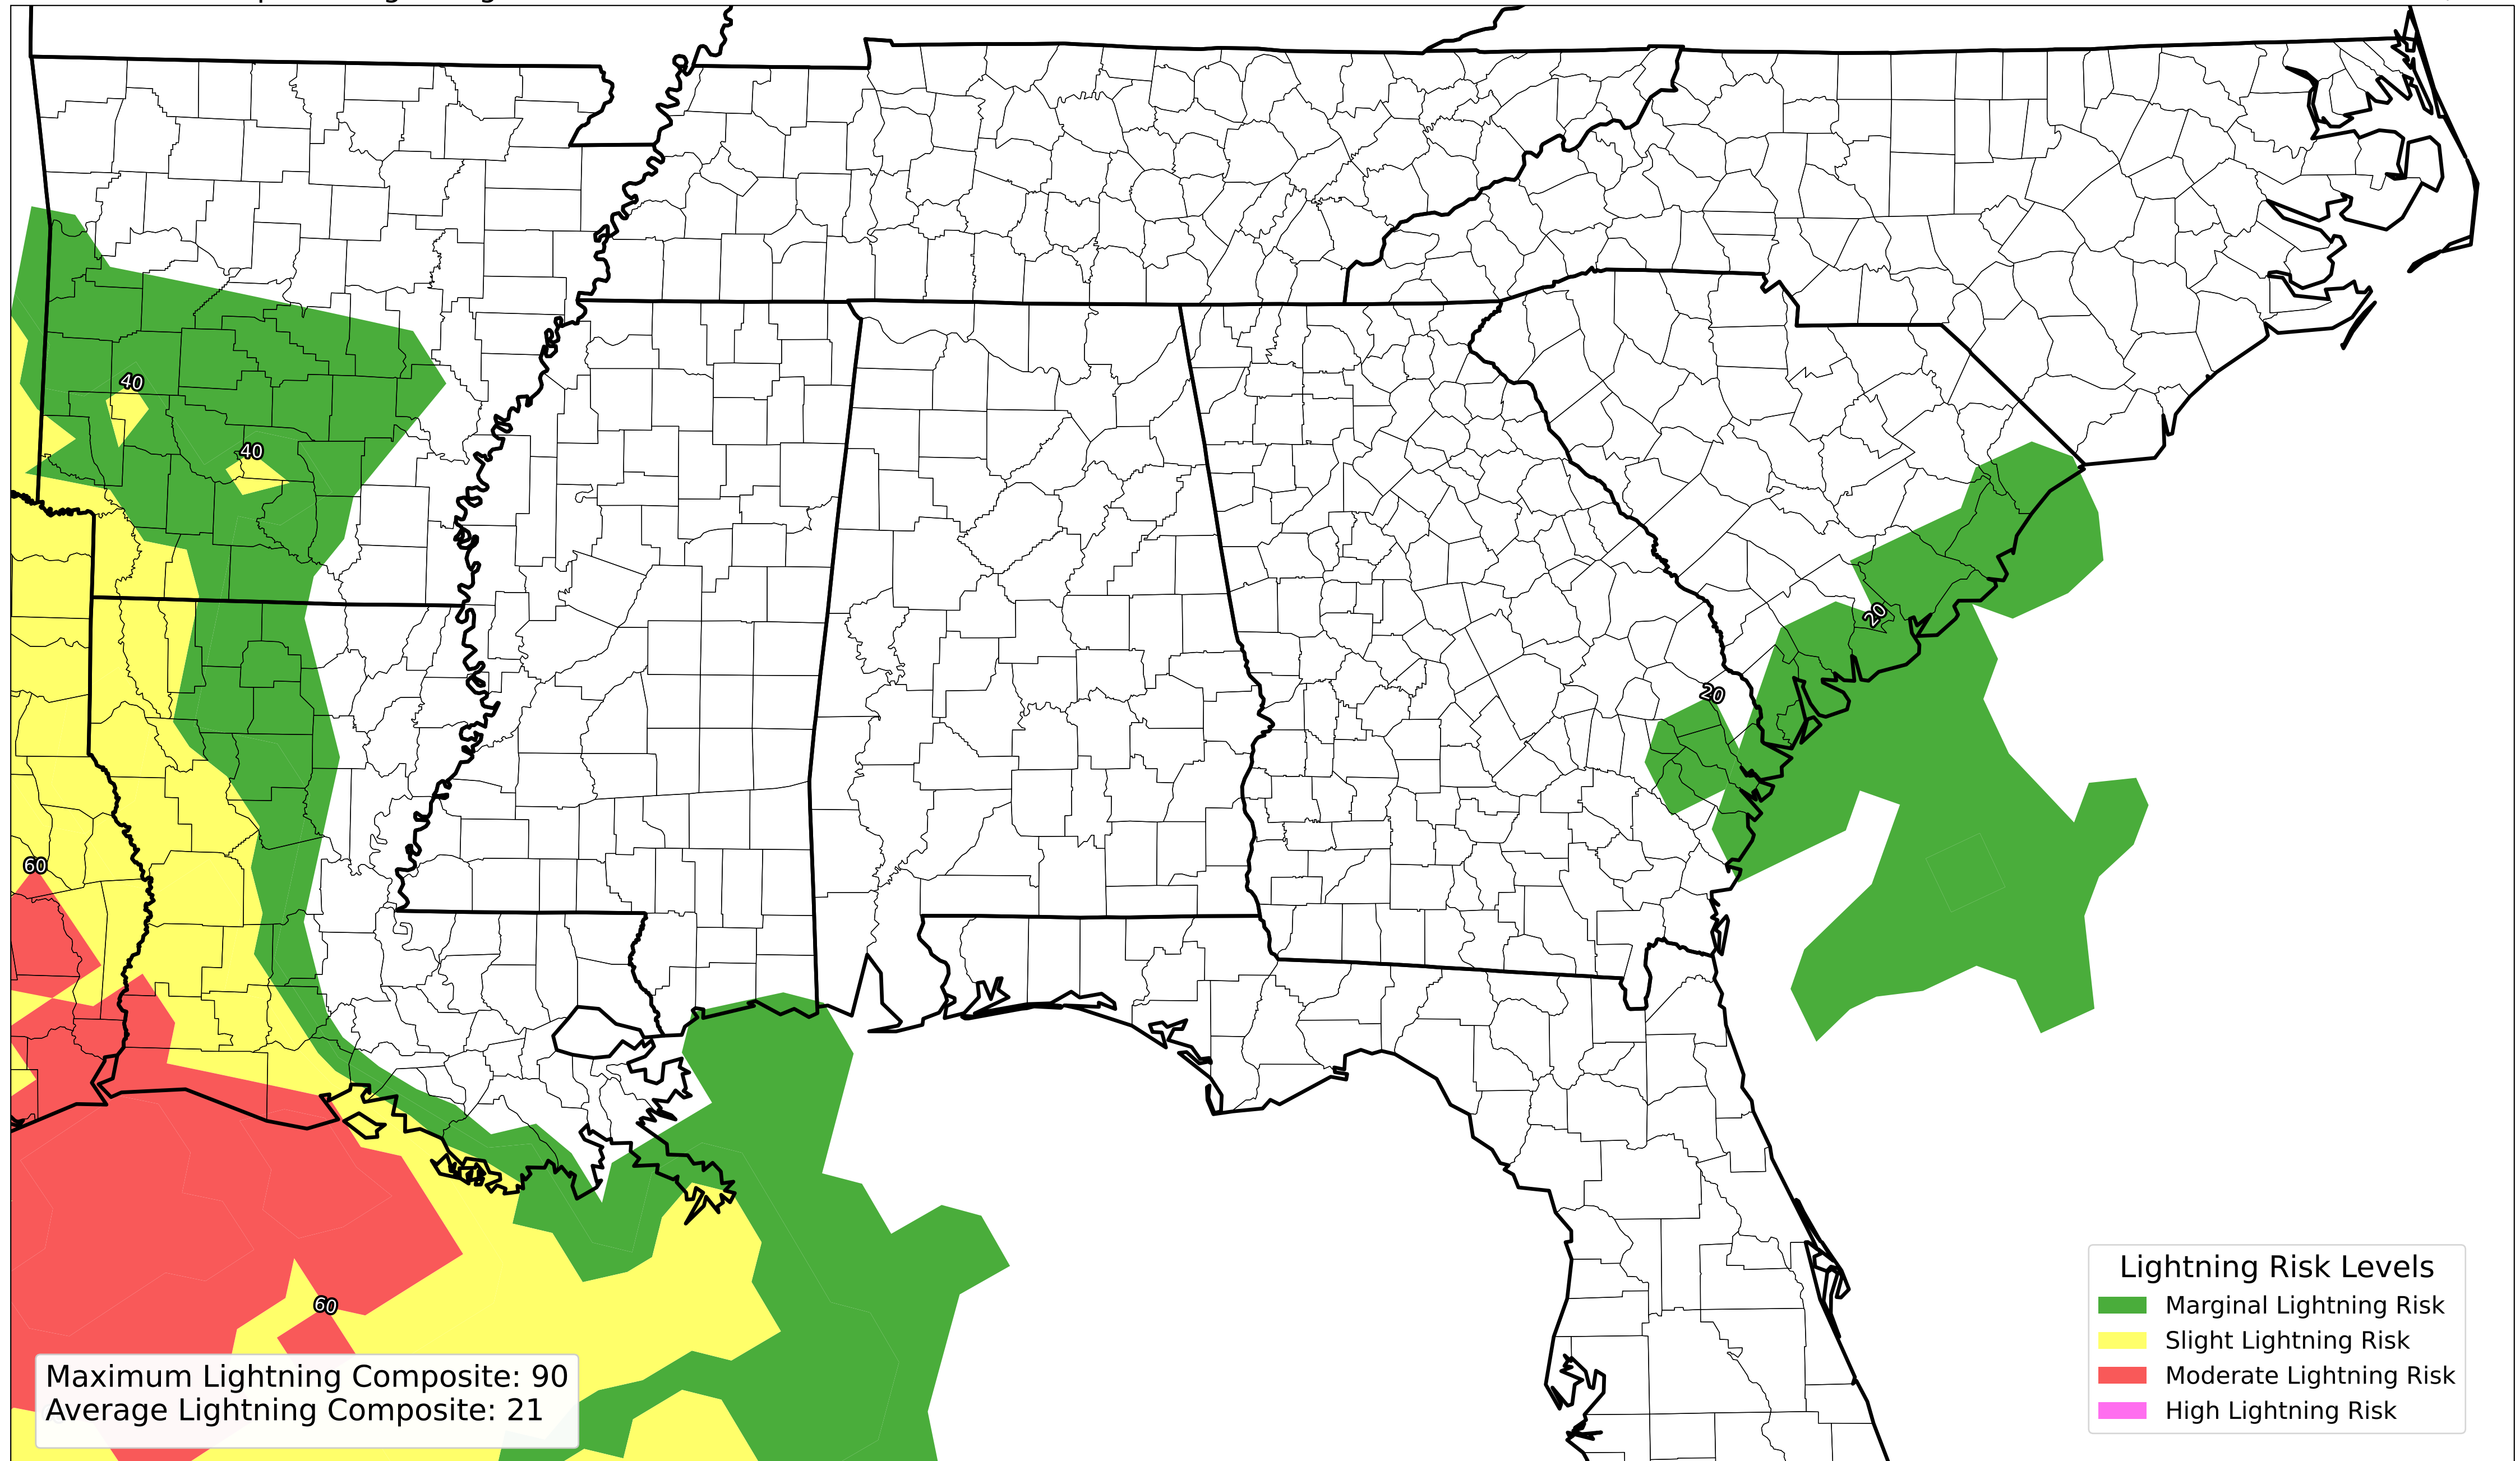 40
40
20
20
60
60
Maximum Lightning Composite: 90
Average Lightning Composite: 21
Lightning Risk Levels
Marginal Lightning Risk
Slight Lightning Risk
Moderate Lightning Risk
High Lightning Risk